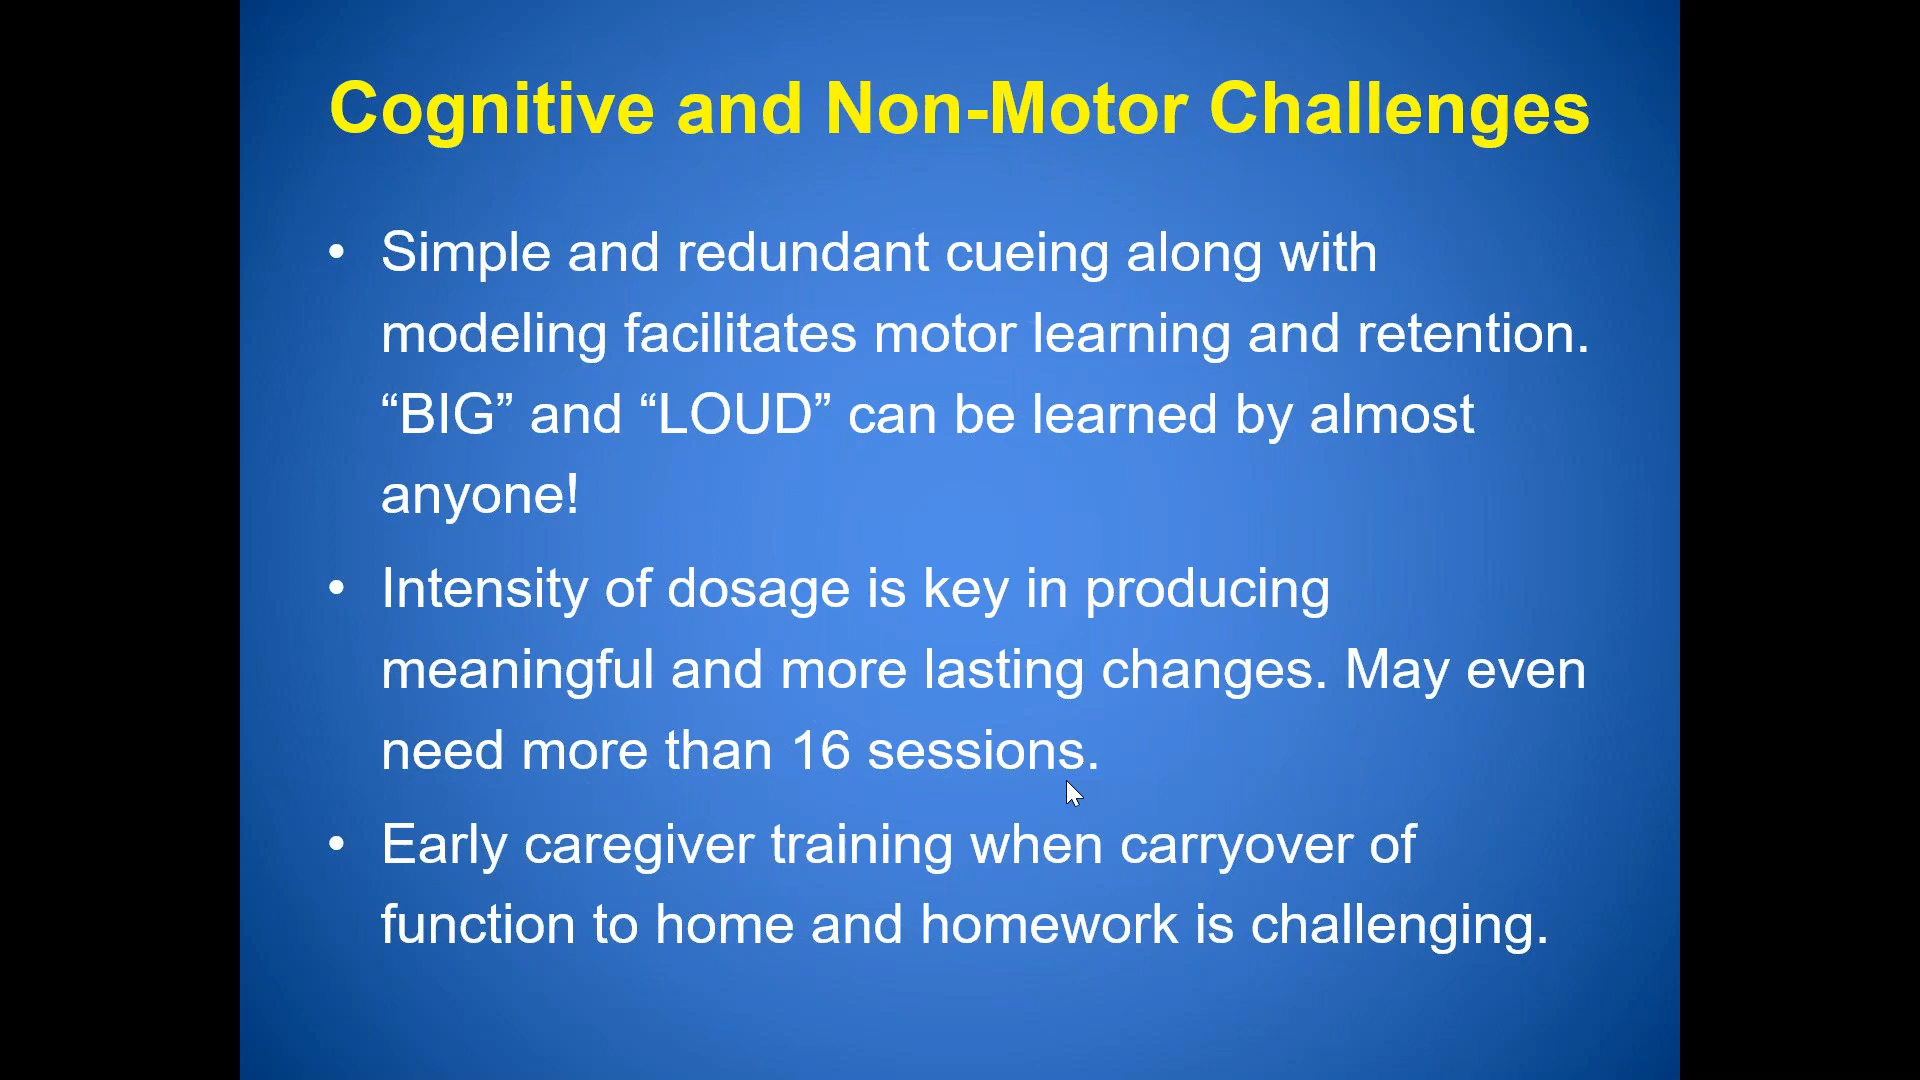 Cognitive and Non-Motor Challenges
• Simple and redundant cueing along with
modeling facilitates motor learning and retention.
“BIG” and “LOUD” can be learned by almost
anyone!
• Intensity of dosage is key in producing
meaningful and more lasting changes. May even
need more than 16 sessions.
• Early caregiver training when carryover of
function to home and homework is challenging.